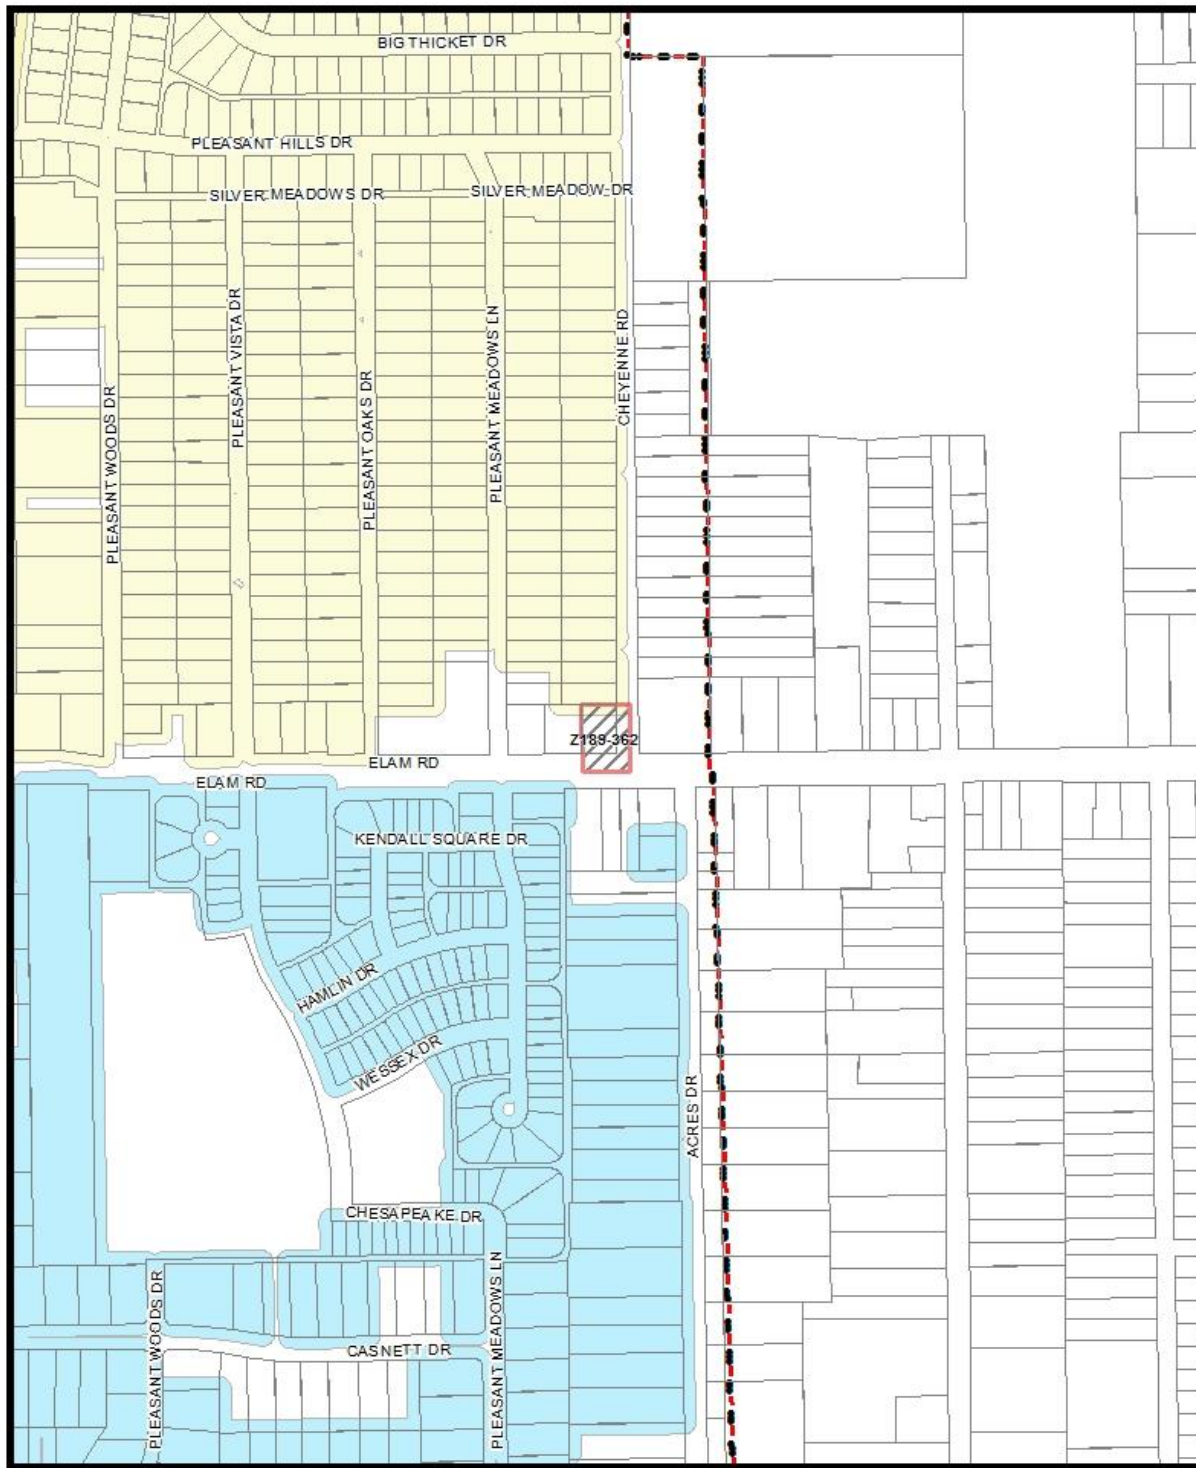 BIG THICKET DR
PLEASANT HILLS DR
SILVER MEADOWS DR
SILVER MEADOW DR
PLEASANT WOODS DR
PLEASANT VISTA DR
PLEASANT OAKS DR
PLEASANT MEADOWS LN
CHEYENNE RD
Z189-362
ELAM RD
ELAM RD
KENDALL SQUARE DR
HAMLIN DR
WESSEX DR
ACRES DR
CHESAPEAKE DR
PLEASANT WOODS DR
PLEASANT MEADOWS LN
CASNETT DR